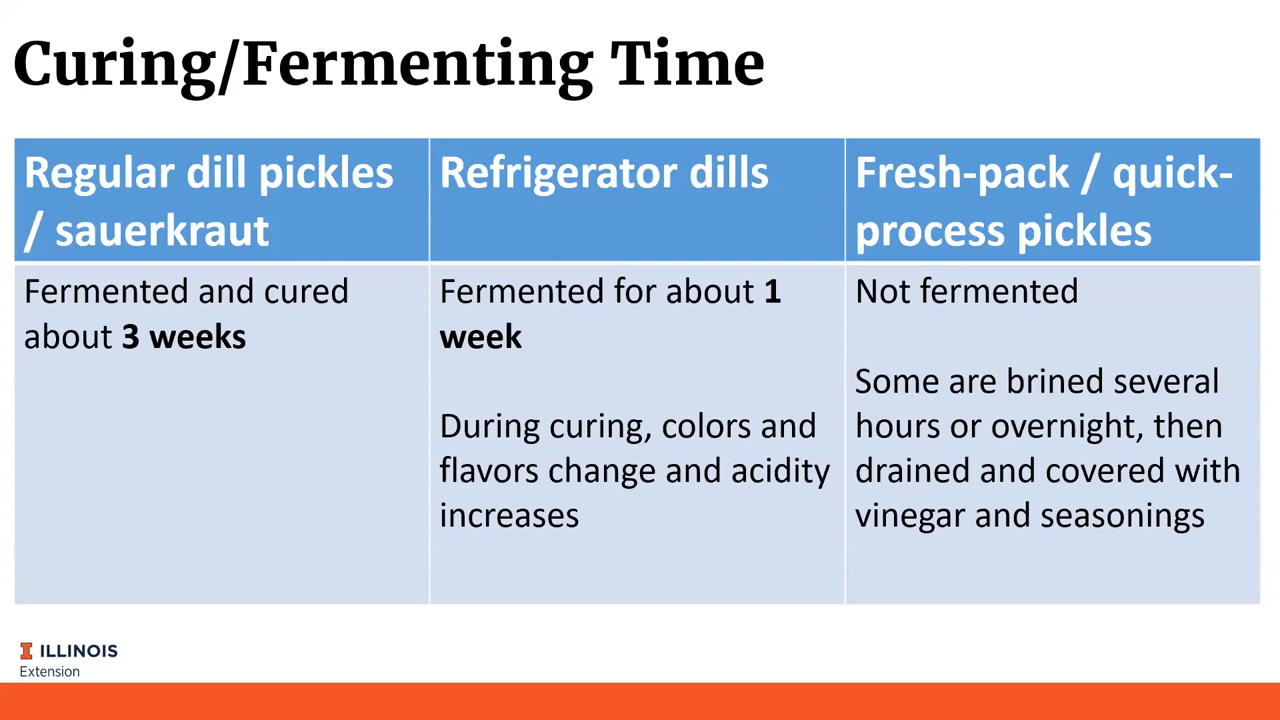 Curing/Fermenting Time
Regular dill pickles
/ sauerkraut
Refrigerator dills
Fresh-pack / quick-
process pickles
Fermented and cured
about 3 weeks
Fermented for about 1
week
During curing, colors and
flavors change and acidity
increases
Not fermented
Some are brined several
hours or overnight, then
drained and covered with
vinegar and seasonings
I ILLINOIS
Extension